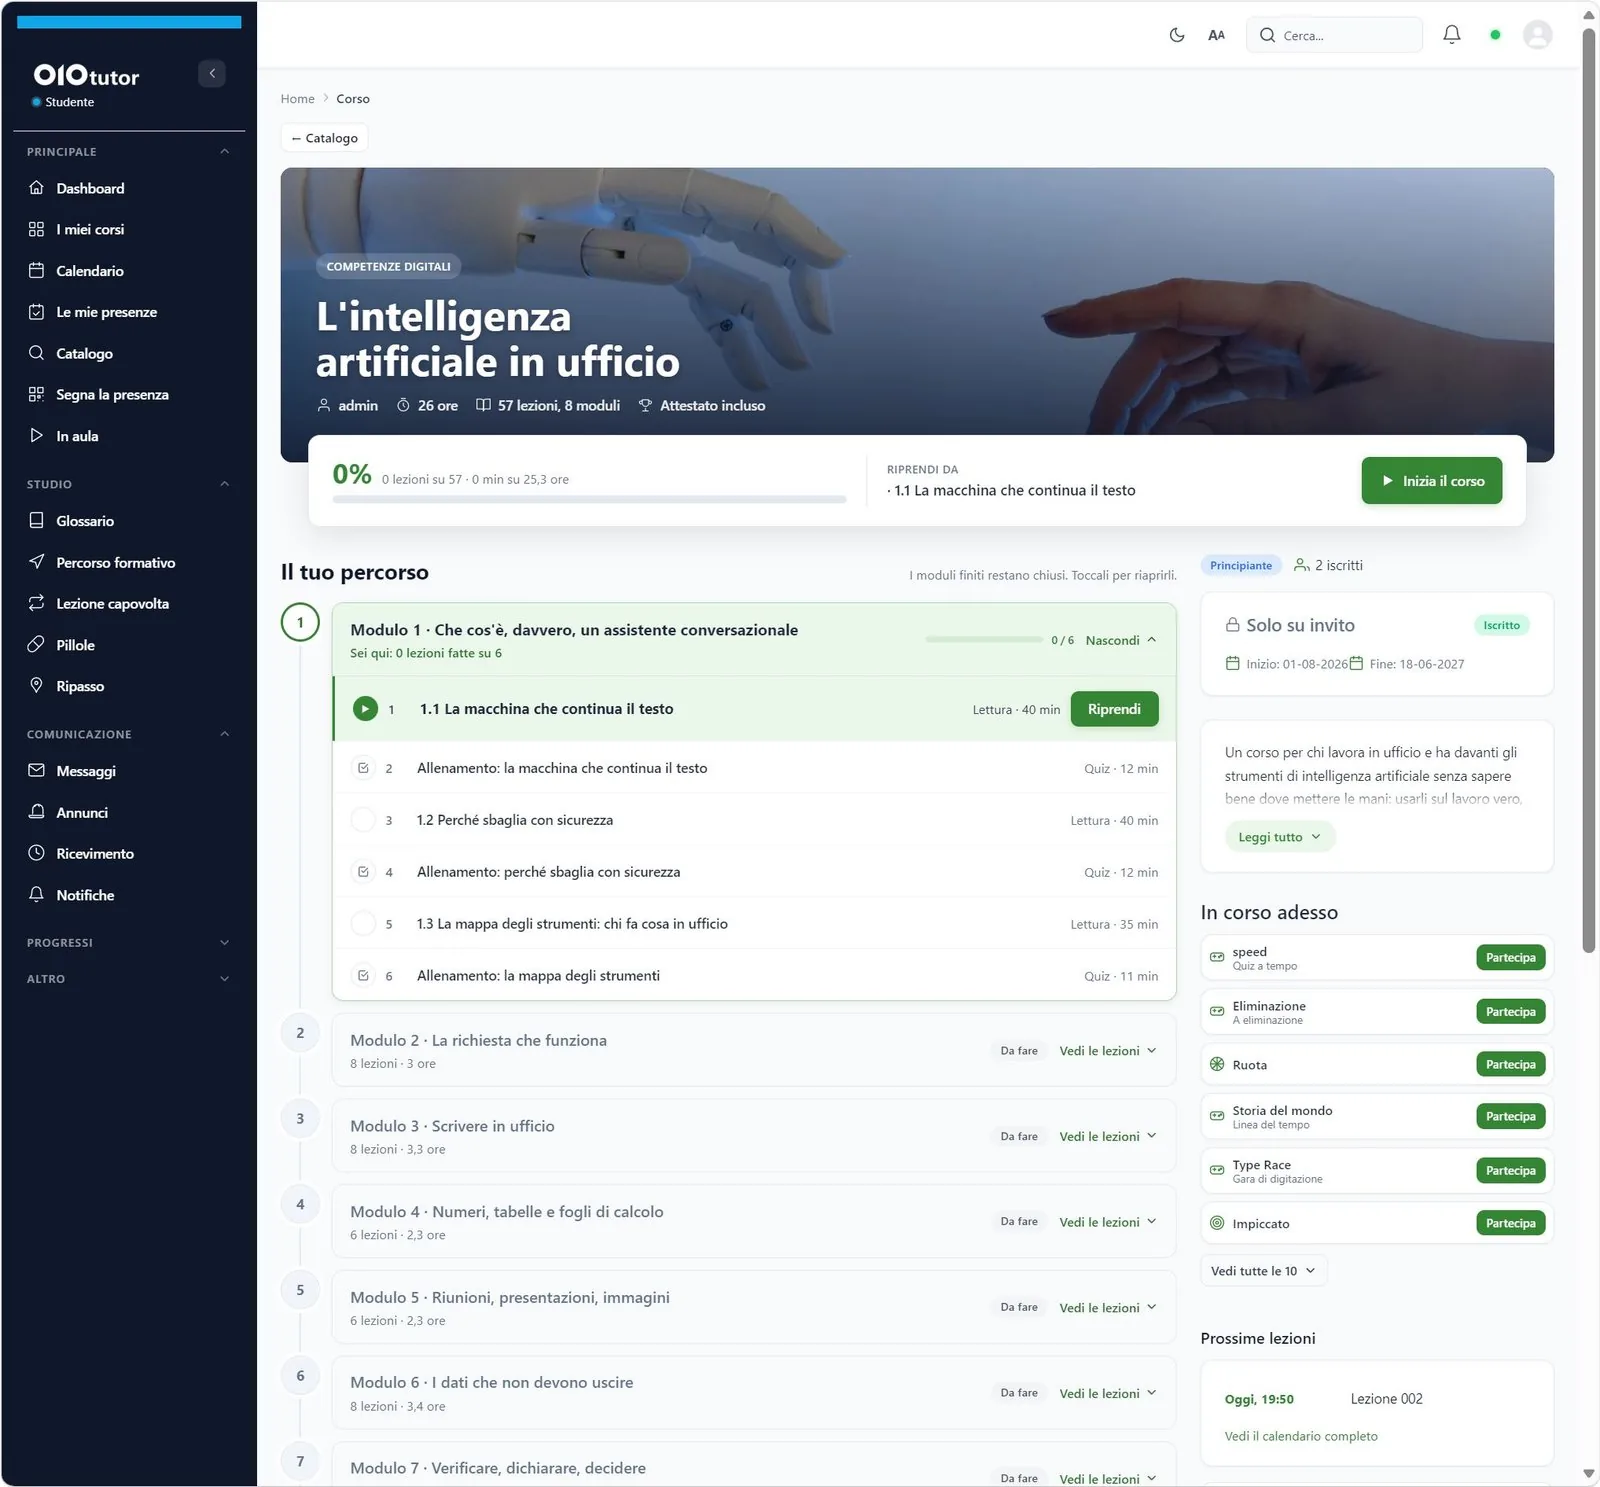 OIOtutor
Studente
PRINCIPALE
Dashboard
I miei corsi
Calendario
Le mie presenze
Catalogo
Segna la presenza
In aula
STUDIO
Glossario
Percorso formativo
Lezione capovolta
Pillole
Ripasso
COMUNICAZIONE
Messaggi
Annunci
Ricevimento
Notifiche
PROGRESSI
ALTRO
AA
Cerca...
Home > Corso
← Catalogo
COMPETENZE DIGITALI
L'intelligenza
artificiale in ufficio
admin 26 ore 57 lezioni, 8 moduli Attestato incluso
0% 0 lezioni su 57 · 0 min su 25,3 ore
RIPRENDI DA
· 1.1 La macchina che continua il testo
Inizia il corso
Il tuo percorso
I moduli finiti restano chiusi. Toccali per riaprirli.
1
Modulo 1 · Che cos'è, davvero, un assistente conversazionale
Sei qui: 0 lezioni fatte su 6
0 / 6 Nascondi
1 1.1 La macchina che continua il testo Lettura · 40 min Riprendi
2 Allenamento: la macchina che continua il testo Quiz · 12 min
3 1.2 Perché sbaglia con sicurezza Lettura · 40 min
4 Allenamento: perché sbaglia con sicurezza Quiz · 12 min
5 1.3 La mappa degli strumenti: chi fa cosa in ufficio Lettura · 35 min
6 Allenamento: la mappa degli strumenti Quiz · 11 min
2
Modulo 2 · La richiesta che funziona
8 lezioni · 3 ore
Da fare Vedi le lezioni
3
Modulo 3 · Scrivere in ufficio
8 lezioni · 3,3 ore
Da fare Vedi le lezioni
4
Modulo 4 · Numeri, tabelle e fogli di calcolo
6 lezioni · 2,3 ore
Da fare Vedi le lezioni
5
Modulo 5 · Riunioni, presentazioni, immagini
6 lezioni · 2,3 ore
Da fare Vedi le lezioni
6
Modulo 6 · I dati che non devono uscire
8 lezioni · 3,4 ore
Da fare Vedi le lezioni
7
Modulo 7 · Verificare, dichiarare, decidere
Da fare Vedi le lezioni
Principiante 2 iscritti
Solo su invito Iscritto
Inizio: 01-08-2026 Fine: 18-06-2027
Un corso per chi lavora in ufficio e ha davanti gli
strumenti di intelligenza artificiale senza sapere
bene dove mettere le mani: usarli sul lavoro vero,
Leggi tutto
In corso adesso
speed
Quiz a tempo
Partecipa
Eliminazione
A eliminazione
Partecipa
Ruota
Partecipa
Storia del mondo
Linea del tempo
Partecipa
Type Race
Gara di digitazione
Partecipa
Impiccato
Partecipa
Vedi tutte le 10
Prossime lezioni
Oggi, 19:50 Lezione 002
Vedi il calendario completo